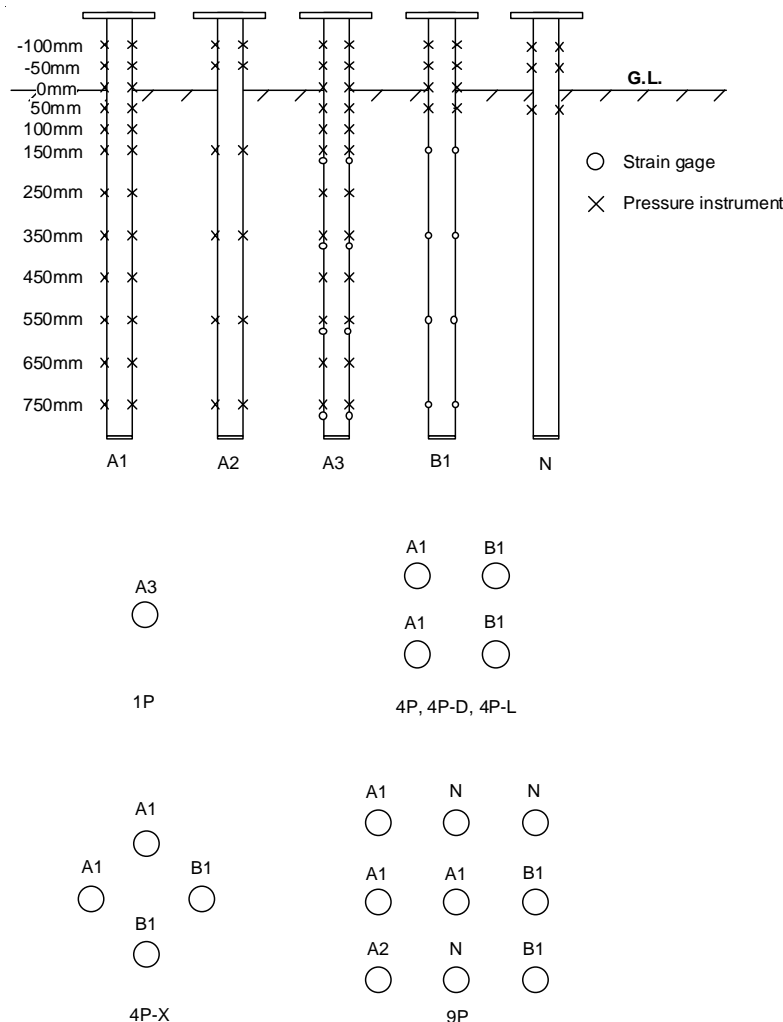 -100mm
-50mm
0mm
G.L.
50mm
100mm
150mm
Strain gage
250mm
Pressure instrument
350mm
450mm
550mm
650mm
750mm
A1 A2 A3 B1 N
A1 B1
A3
A1 B1
1P
4P, 4P-D, 4P-L
A1 N N
A1
A1 B1
A1 A1 B1
B1
A2 N B1
4P-X
9P